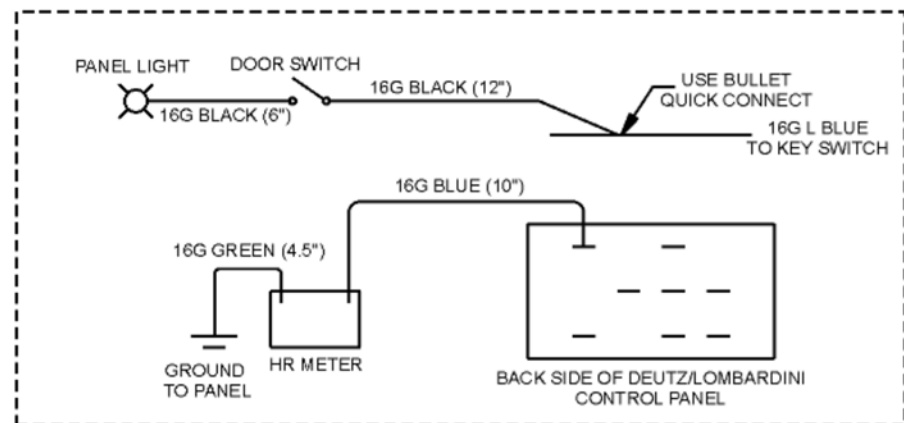 PANEL LIGHT
DOOR SWITCH
16G BLACK (6")
16G BLACK (12")
USE BULLET
QUICK CONNECT
16G L BLUE
TO KEY SWITCH
16G BLUE (10")
16G GREEN (4.5")
GROUND
TO PANEL
HR METER
BACK SIDE OF DEUTZ/LOMBARDINI
CONTROL PANEL